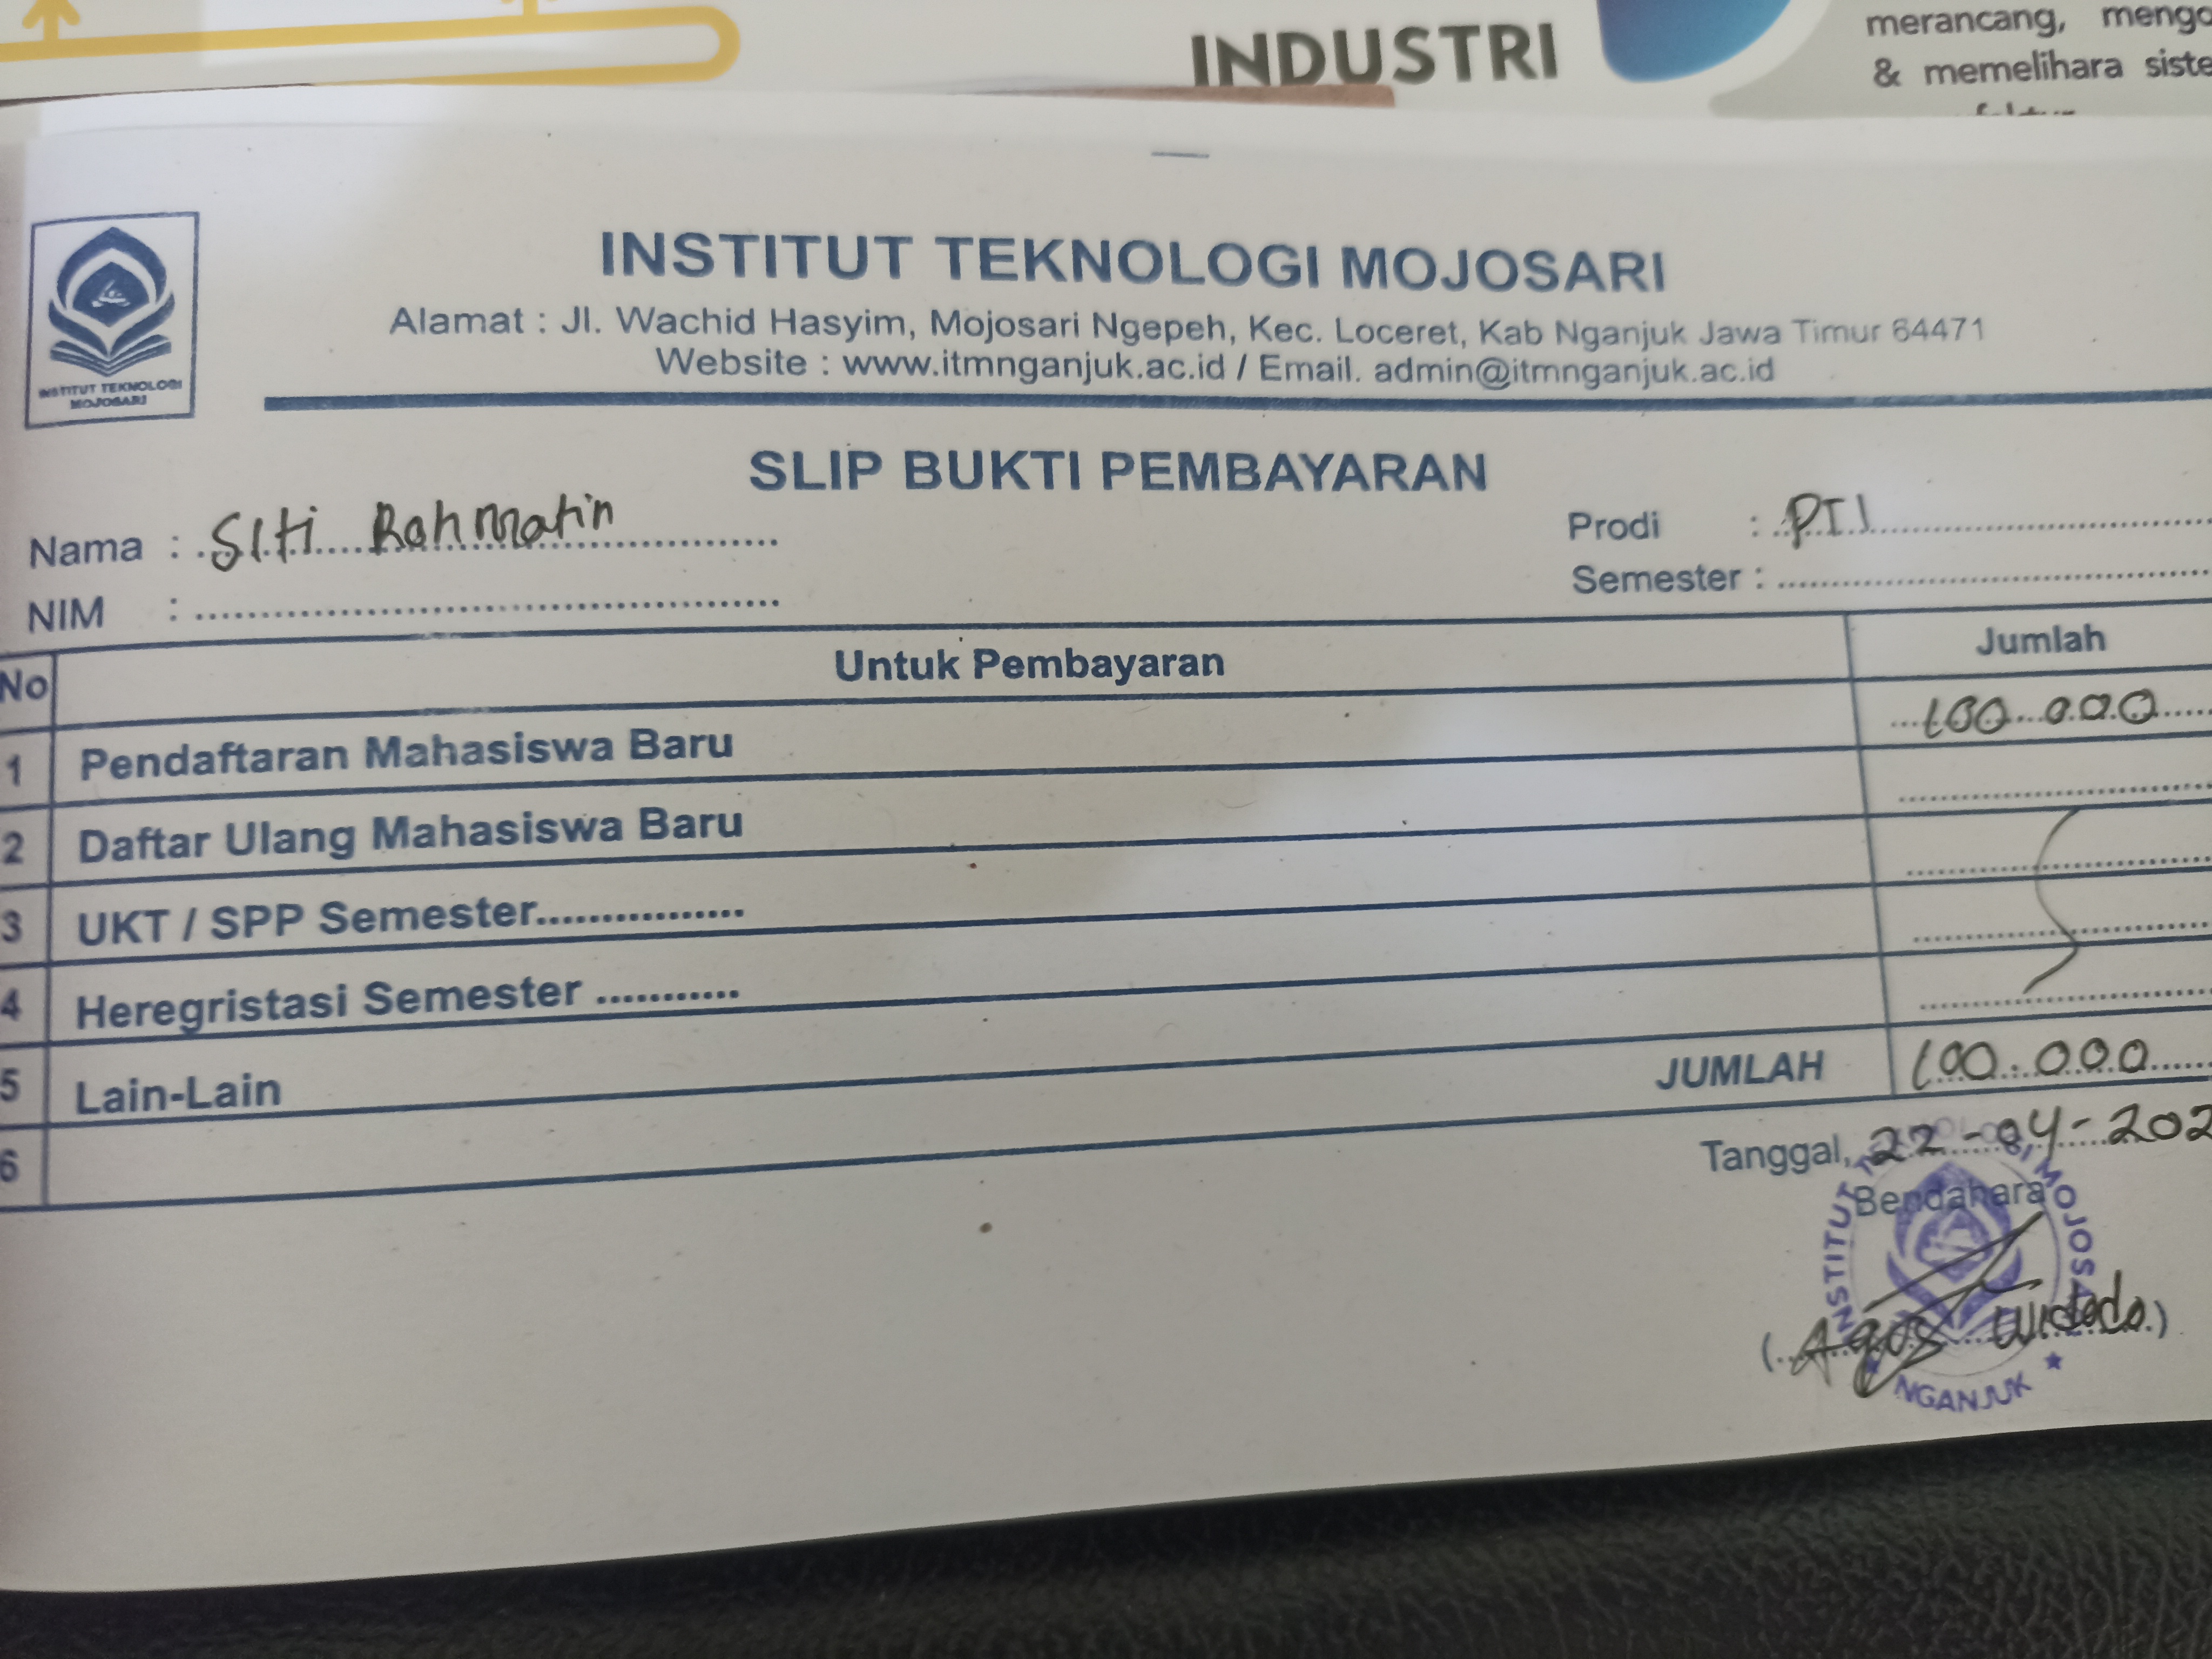 INDUSTRI
merancang, mengo
& memelihara siste
INSTITUT TEKNOLOGI
MOJOSARI
INSTITUT TEKNOLOGI MOJOSARI
Alamat : Jl. Wachid Hasyim, Mojosari Ngepeh, Kec. Loceret, Kab Nganjuk Jawa Timur 64471
Website : www.itmnganjuk.ac.id / Email. admin@itmnganjuk.ac.id
SLIP BUKTI PEMBAYARAN
Nama : Siti Rahmatin
Prodi : PTI
NIM :
Semester :
No Untuk Pembayaran Jumlah
1 Pendaftaran Mahasiswa Baru 100.000
2 Daftar Ulang Mahasiswa Baru
3 UKT / SPP Semester................
4 Heregristasi Semester ...........
5 Lain-Lain
JUMLAH 100.000
6
Tanggal, 22-04-202
Bendahara
INSTITUT TEKNOLOGI MOJOSARI
(Agus Widodo)
NGANJUK